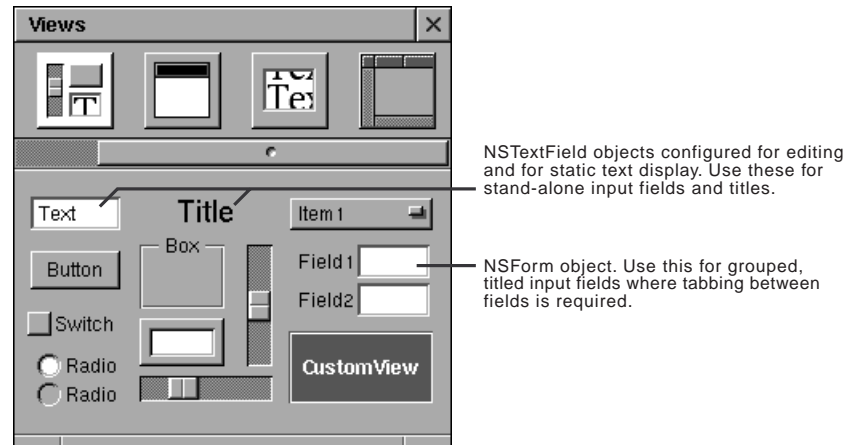 Views
T
Tex
NSTextField objects configured for editing
and for static text display. Use these for
stand-alone input fields and titles.
Text
Title
Item 1
Box
Button
Field1
NSForm object. Use this for grouped,
titled input fields where tabbing between
fields is required.
Field2
Switch
Radio
CustomView
Radio